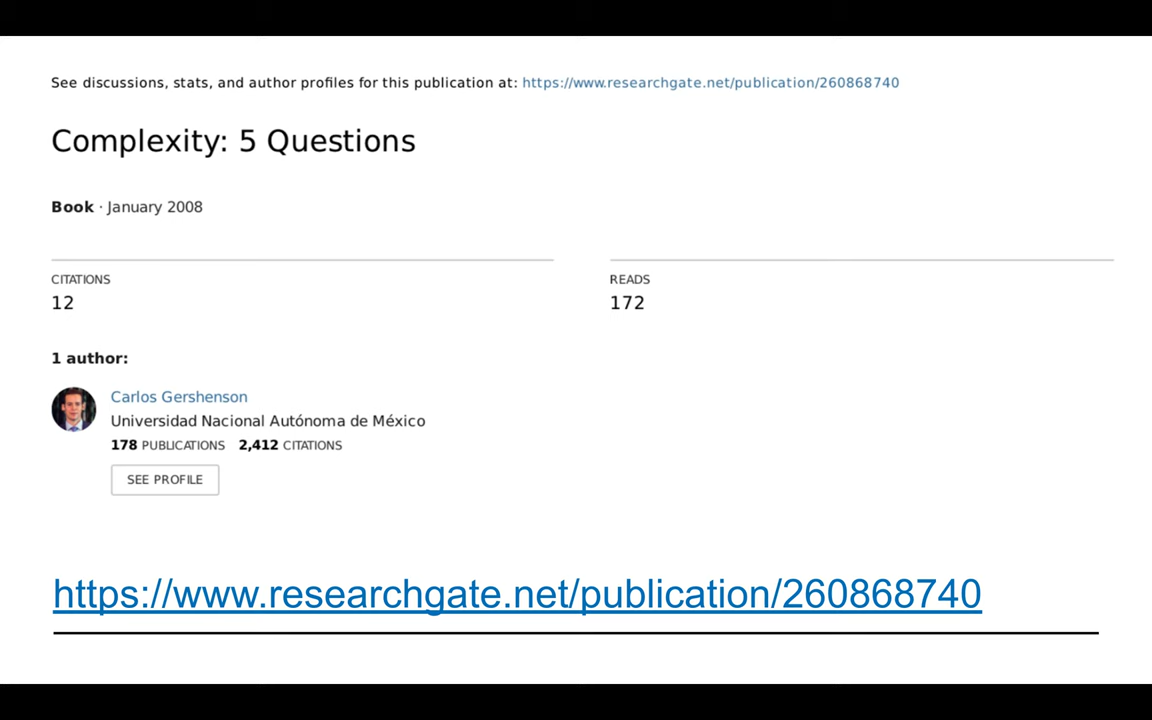 See discussions, stats, and author profiles for this publication at: https://www.researchgate.net/publication/260868740
Complexity: 5 Questions
Book · January 2008
CITATIONS
12
READS
172
1 author:
Carlos Gershenson
Universidad Nacional Autónoma de México
178 PUBLICATIONS 2,412 CITATIONS
SEE PROFILE
https://www.researchgate.net/publication/260868740